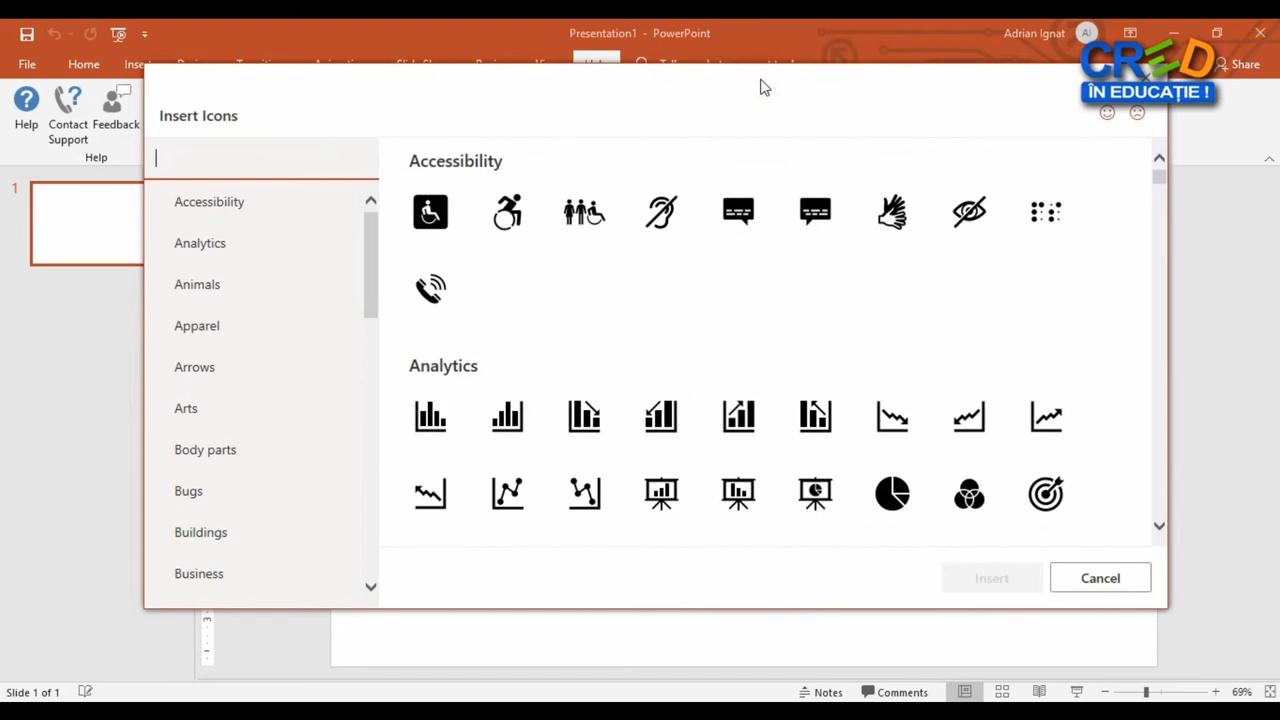 Presentation1 - PowerPoint
Adrian Ignat
AI
File
Home
Share
CRED
ÎN EDUCAȚIE !
Help
Contact Support
Feedback
Help
Insert Icons
Accessibility
Analytics
Animals
Apparel
Arrows
Arts
Body parts
Bugs
Buildings
Business
Accessibility
Analytics
Insert
Cancel
1
3
Slide 1 of 1
Notes
Comments
69%